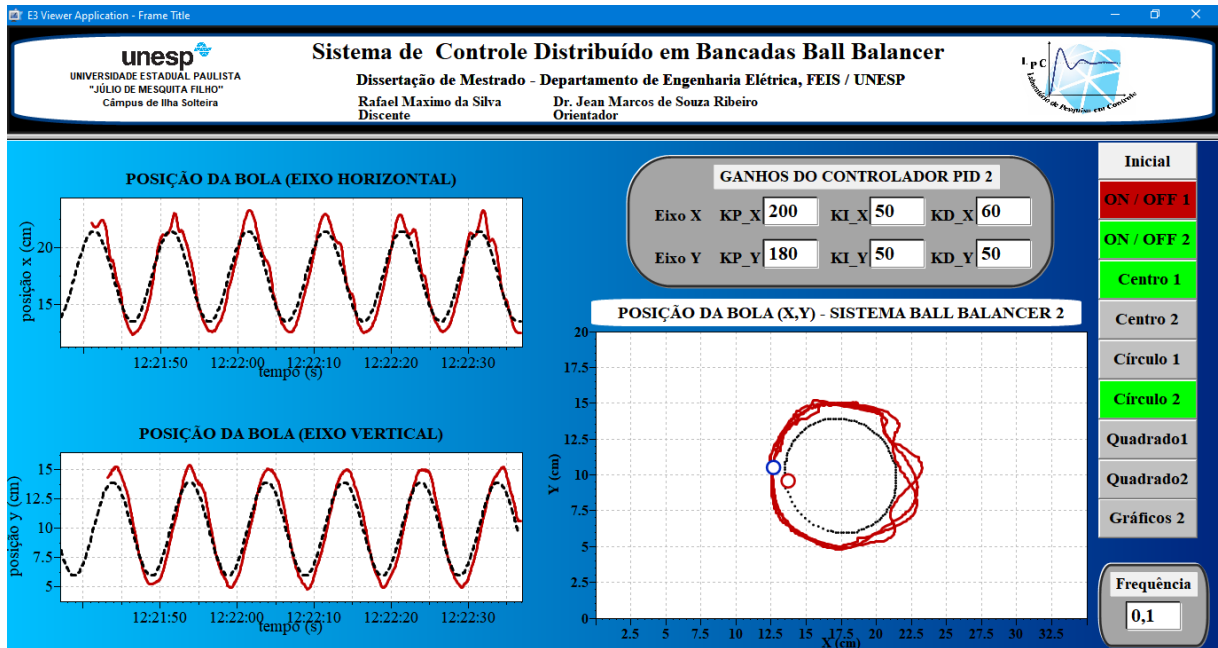 E3 Viewer Application - Frame Title
unesp
UNIVERSIDADE ESTADUAL PAULISTA
"JÚLIO DE MESQUITA FILHO"
Câmpus de Ilha Solteira
Sistema de Controle Distribuído em Bancadas Ball Balancer
Dissertação de Mestrado - Departamento de Engenharia Elétrica, FEIS / UNESP
Rafael Maximo da Silva Dr. Jean Marcos de Souza Ribeiro
Discente Orientador
L P C
Laboratório de Pesquisa em Controle
POSIÇÃO DA BOLA (EIXO HORIZONTAL)
posição x (cm)
20
15
12:21:50 12:22:00 12:22:10 12:22:20 12:22:30
tempo (s)
POSIÇÃO DA BOLA (EIXO VERTICAL)
posição y (cm)
15
12.5
10
7.5
5
12:21:50 12:22:00 12:22:10 12:22:20 12:22:30
tempo (s)
GANHOS DO CONTROLADOR PID 2
Eixo X KP_X 200 KI_X 50 KD_X 60
Eixo Y KP_Y 180 KI_Y 50 KD_Y 50
POSIÇÃO DA BOLA (X,Y) - SISTEMA BALL BALANCER 2
Y (cm)
20
17.5
15
12.5
10
7.5
5
2.5
0
2.5 5 7.5 10 12.5 15 17.5 20 22.5 25 27.5 30 32.5
X (cm)
Inicial
ON / OFF 1
ON / OFF 2
Centro 1
Centro 2
Círculo 1
Círculo 2
Quadrado1
Quadrado2
Gráficos 2
Frequência
0,1